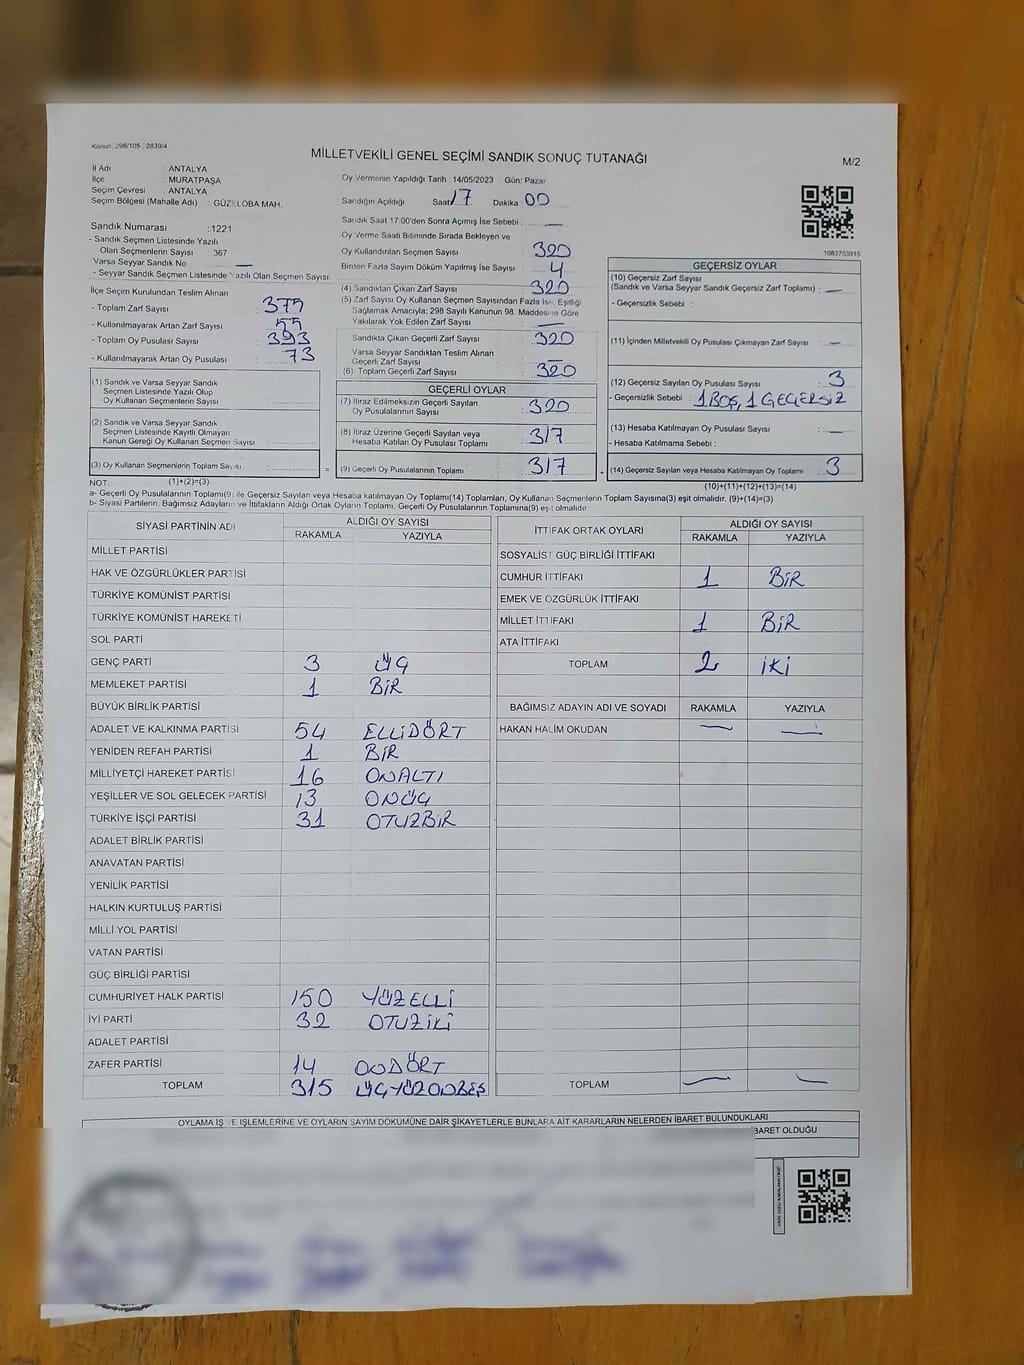 Kanun: 298/105 , 2839/4
MİLLETVEKİLİ GENEL SEÇİMİ SANDIK SONUÇ TUTANAĞI
M/2
İl Adı : ANTALYA
İlçe : MURATPAŞA
Seçim Çevresi : ANTALYA
Seçim Bölgesi (Mahalle Adı) : GÜZELOBA MAH.
Sandık Numarası :1221
- Sandık Seçmen Listesinde Yazılı
Olan Seçmenlerin Sayısı : 367
Varsa Seyyar Sandık No —
- Seyyar Sandık Seçmen Listesinde Yazılı Olan Seçmen Sayısı:
İlçe Seçim Kurulundan Teslim Alınan
- Toplam Zarf Sayısı : 375
- Kullanılmayarak Artan Zarf Sayısı : 55
- Toplam Oy Pusulası Sayısı : 393
- Kullanılmayarak Artan Oy Pusulası : 73
(1) Sandık ve Varsa Seyyar Sandık
Seçmen Listesinde Yazılı Olup
Oy Kullanan Seçmenlerin Sayısı :
(2) Sandık ve Varsa Seyyar Sandık
Seçmen Listesinde Kayıtlı Olmayan
Kanun Gereği Oy Kullanan Seçmen Sayısı :
(3) Oy Kullanan Seçmenlerin Toplam Sayısı :
Oy Vermenin Yapıldığı Tarih : 14/05/2023 Gün: Pazar
Sandığın Açıldığı Saat 17 Dakika 00
Sandık Saat 17:00'den Sonra Açımış İse Sebebi : —
Oy Verme Saati Bitiminde Sırada Bekleyen ve
Oy Kullandırılan Seçmen Sayısı 320
Birden Fazla Sayım Döküm Yapılmış İse Sayısı : 4
(4) Sandıktan Çıkan Zarf Sayısı : 320
(5) Zarf Sayısı Oy Kullanan Seçmen Sayısından Fazla İse, Eşitliği
Sağlamak Amacıyla; 298 Sayılı Kanunun 98. Maddesine Göre
Yakılarak Yok Edilen Zarf Sayısı : —
Sandıkta Çıkan Geçerli Zarf Sayısı : 320
Varsa Seyyar Sandıktan Teslim Alınan
Geçerli Zarf Sayısı : —
(6) Toplam Geçerli Zarf Sayısı : 320
GEÇERLİ OYLAR
(7) İtiraz Edilmeksizin Geçerli Sayılan
Oy Pusulalarının Sayısı : 320
(8) İtiraz Üzerine Geçerli Sayılan veya
Hesaba Katılan Oy Pusulası Toplamı : 317
= (9) Geçerli Oy Pusulalarının Toplamı : 317
1083703915
GEÇERSİZ OYLAR
(10) Geçersiz Zarf Sayısı
(Sandık ve Varsa Seyyar Sandık Geçersiz Zarf Toplamı) : —
- Geçersizlik Sebebi :
(11) İçinden Milletvekili Oy Pusulası Çıkmayan Zarf Sayısı : —
(12) Geçersiz Sayılan Oy Pusulası Sayısı : 3
- Geçersizlik Sebebi : 1 BOŞ, 1 GEÇERSİZ
(13) Hesaba Katılmayan Oy Pusulası Sayısı : —
- Hesaba Katılmama Sebebi :
+ (14) Geçersiz Sayılan veya Hesaba Katılmayan Oy Toplamı : 3
NOT: (1)+(2)=(3) (10)+(11)+(12)+(13)=(14)
a- Geçerli Oy Pusulalarının Toplamı(9) ile Geçersiz Sayılan veya Hesaba katılmayan Oy Toplamı(14) Toplamları, Oy Kullanan Seçmenlerin Toplam Sayısına(3) eşit olmalıdır. (9)+(14)=(3)
b- Siyasi Partilerin, Bağımsız Adayların ve İttifakların Aldığı Ortak Oyların Toplamı, Geçerli Oy Pusulalarının Toplamına(9) eşit olmalıdır.
SİYASİ PARTİNİN ADI ALDIĞI OY SAYISI
RAKAMLA YAZIYLA
MİLLET PARTİSİ
HAK VE ÖZGÜRLÜKLER PARTİSİ
TÜRKİYE KOMÜNİST PARTİSİ
TÜRKİYE KOMÜNİST HAREKETİ
SOL PARTİ
GENÇ PARTİ 3 ÜÇ
MEMLEKET PARTİSİ 1 BİR
BÜYÜK BİRLİK PARTİSİ
ADALET VE KALKINMA PARTİSİ 54 ELLİDÖRT
YENİDEN REFAH PARTİSİ 1 BİR
MİLLİYETÇİ HAREKET PARTİSİ 16 ONALTI
YEŞİLLER VE SOL GELECEK PARTİSİ 13 ONÜÇ
TÜRKİYE İŞÇİ PARTİSİ 31 OTUZBİR
ADALET BİRLİK PARTİSİ
ANAVATAN PARTİSİ
YENİLİK PARTİSİ
HALKIN KURTULUŞ PARTİSİ
MİLLİ YOL PARTİSİ
VATAN PARTİSİ
GÜÇ BİRLİĞİ PARTİSİ
CUMHURİYET HALK PARTİSİ 150 YÜZELLİ
İYİ PARTİ 32 OTUZİKİ
ADALET PARTİSİ
ZAFER PARTİSİ 14 ONDÖRT
TOPLAM 315 ÜÇYÜZONBEŞ
İTTİFAK ORTAK OYLARI ALDIĞI OY SAYISI
RAKAMLA YAZIYLA
SOSYALİST GÜÇ BİRLİĞİ İTTİFAKI
CUMHUR İTTİFAKI 1 BİR
EMEK VE ÖZGÜRLÜK İTTİFAKI
MİLLET İTTİFAKI 1 BİR
ATA İTTİFAKI
TOPLAM 2 İKİ
BAĞIMSIZ ADAYIN ADI VE SOYADI RAKAMLA YAZIYLA
HAKAN HALİM OKUDAN — —
TOPLAM — —
OYLAMA İŞ VE İŞLEMLERİNE VE OYLARIN SAYIM DÖKÜMÜNE DAİR ŞİKAYETLERLE BUNLARA AİT KARARLARIN NELERDEN İBARET BULUNDUKLARI
İBARET OLDUĞU